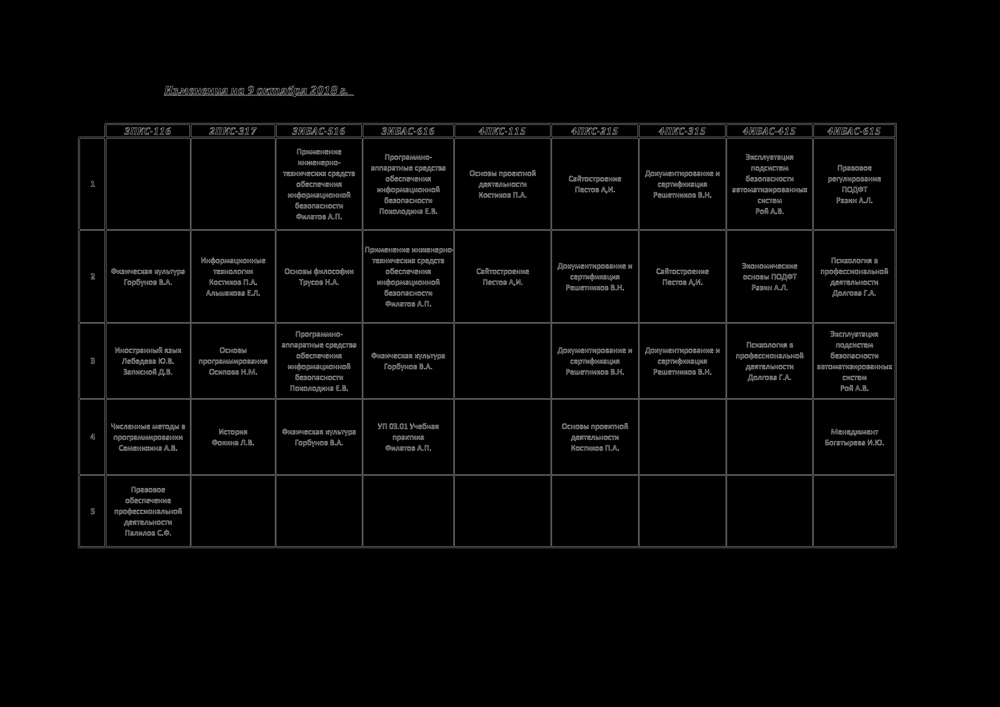 Изменения на 9 октября 2018 г.
3ПКС-116
2ПКС-317
3ИБАС-516
3ИБАС-616
4ПКС-115
4ПКС-215
4ПКС-315
4ИБАС-415
4ИБАС-615
1
Применение
инженерно-
технических средств
обеспечения
информационной
безопасности
Филатов А.П.
Программно-
аппаратные средства
обеспечения
информационной
безопасности
Поколодина Е.В.
Основы проектной
деятельности
Костиков П.А.
Сайтостроение
Пестов А,И.
Документирование и
сертификация
Решетников В.Н.
Эксплуатация
подсистем
безопасности
автоматизированных
систем
Рой А.В.
Правовое
регулирование
ПОДФТ
Разин А.Л.
2
Физическая культура
Горбунов В.А.
Информационные
технологии
Костиков П.А.
Альшакова Е.Л.
Основы философии
Трусов Н.А.
Применение инженерно-
технических средств
обеспечения
информационной
безопасности
Филатов А.П.
Сайтостроение
Пестов А,И.
Документирование и
сертификация
Решетников В.Н.
Сайтостроение
Пестов А,И.
Экономические
основы ПОДФТ
Разин А.Л.
Психология в
профессиональной
деятельности
Долгова Г.А.
3
Иностранный язык
Лебедева Ю.В.
Записной Д.В.
Основы
программирования
Осипова Н.М.
Программно-
аппаратные средства
обеспечения
информационной
безопасности
Поколодина Е.В.
Физическая культура
Горбунов В.А.
Документирование и
сертификация
Решетников В.Н.
Документирование и
сертификация
Решетников В.Н.
Психология в
профессиональной
деятельности
Долгова Г.А.
Эксплуатация
подсистем
безопасности
автоматизированных
систем
Рой А.В.
4
Численные методы в
программировании
Семенихина А.В.
История
Фокина Л.В.
Физическая культура
Горбунов В.А.
УП 03.01 Учебная
практика
Филатов А.П.
Основы проектной
деятельности
Костиков П.А.
Менеджмент
Богатырева И.Ю.
5
Правовое
обеспечение
профессиональной
деятельности
Палилов С.Ф.